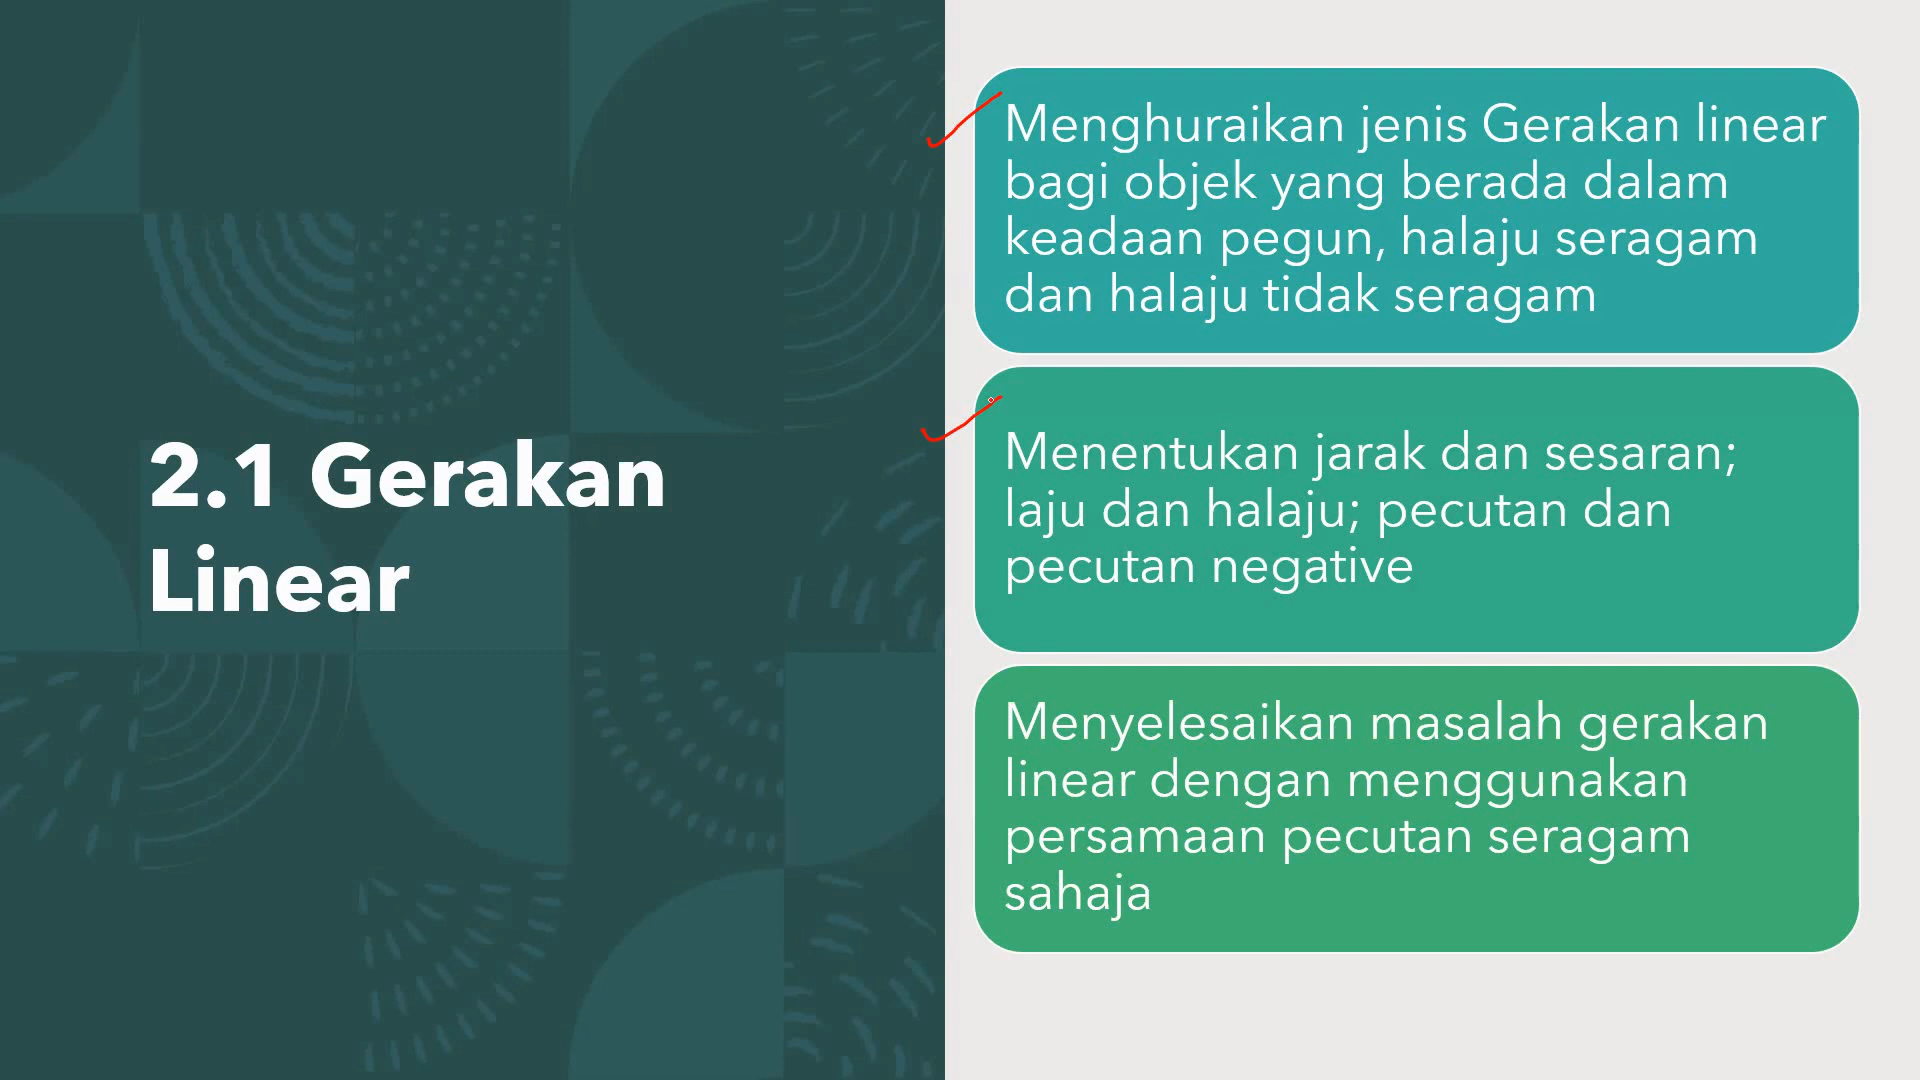 2.1 Gerakan
Linear
Menghuraikan jenis Gerakan linear
bagi objek yang berada dalam
keadaan pegun, halaju seragam
dan halaju tidak seragam
Menentukan jarak dan sesaran;
laju dan halaju; pecutan dan
pecutan negative
Menyelesaikan masalah gerakan
linear dengan menggunakan
persamaan pecutan seragam
sahaja